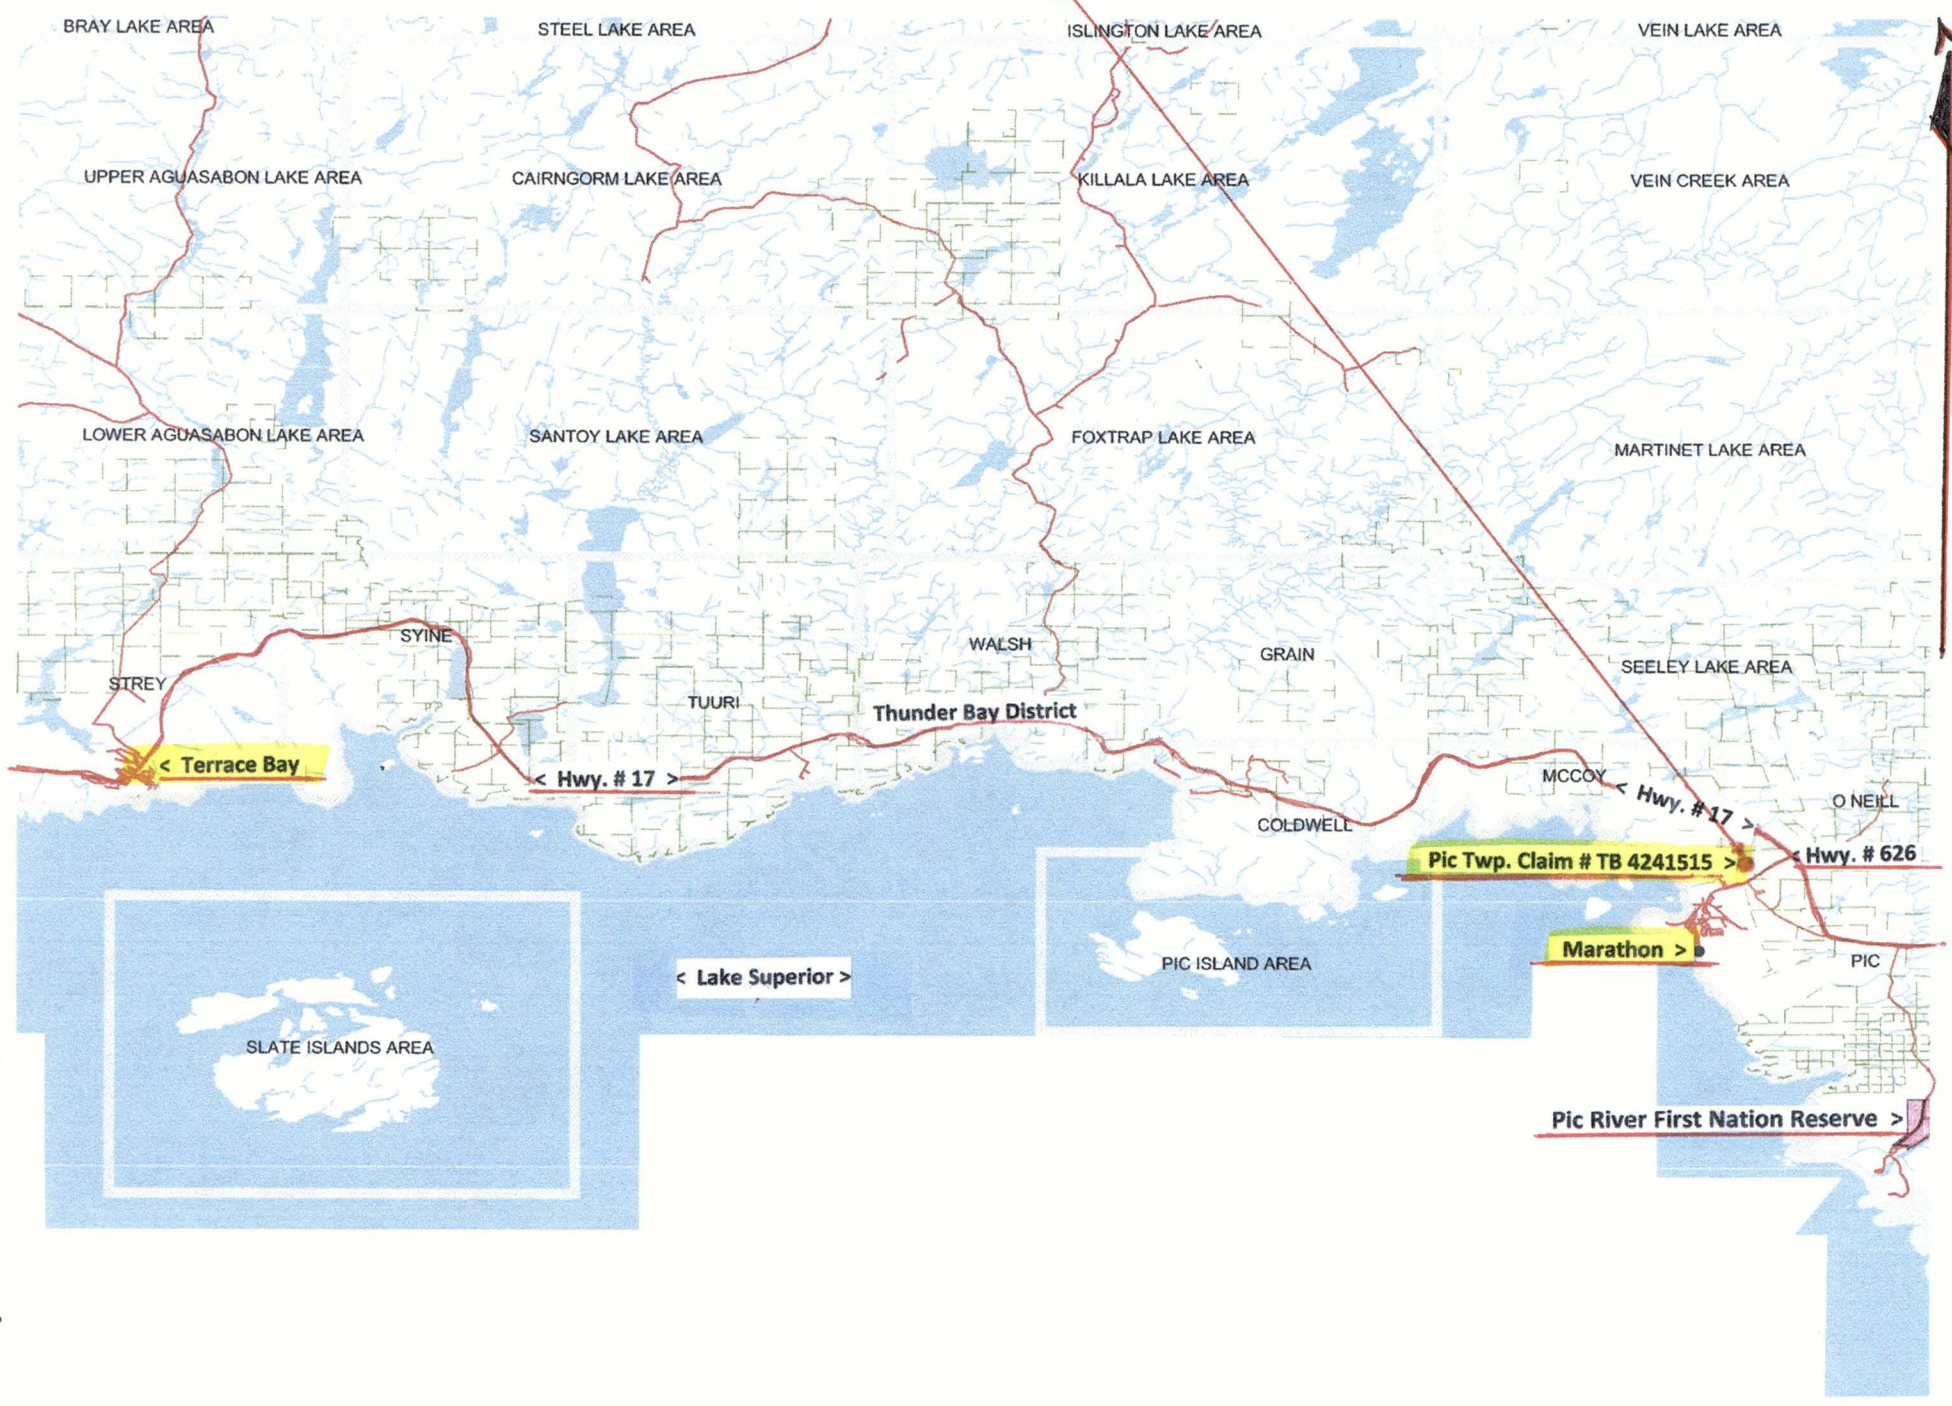 BRAY LAKE AREA
STEEL LAKE AREA
ISLINGTON LAKE AREA
VEIN LAKE AREA
UPPER AGUASABON LAKE AREA
CAIRNGORM LAKE AREA
KILLALA LAKE AREA
VEIN CREEK AREA
LOWER AGUASABON LAKE AREA
SANTOY LAKE AREA
FOXTRAP LAKE AREA
MARTINET LAKE AREA
SYINE
WALSH
GRAIN
SEELEY LAKE AREA
STREY
TUURI
Thunder Bay District
< Terrace Bay
< Hwy. # 17 >
MCCOY
< Hwy. # 17 >
O NEILL
COLDWELL
Pic Twp. Claim # TB 4241515 >
< Hwy. # 626
Marathon >
PIC
< Lake Superior >
PIC ISLAND AREA
SLATE ISLANDS AREA
Pic River First Nation Reserve >